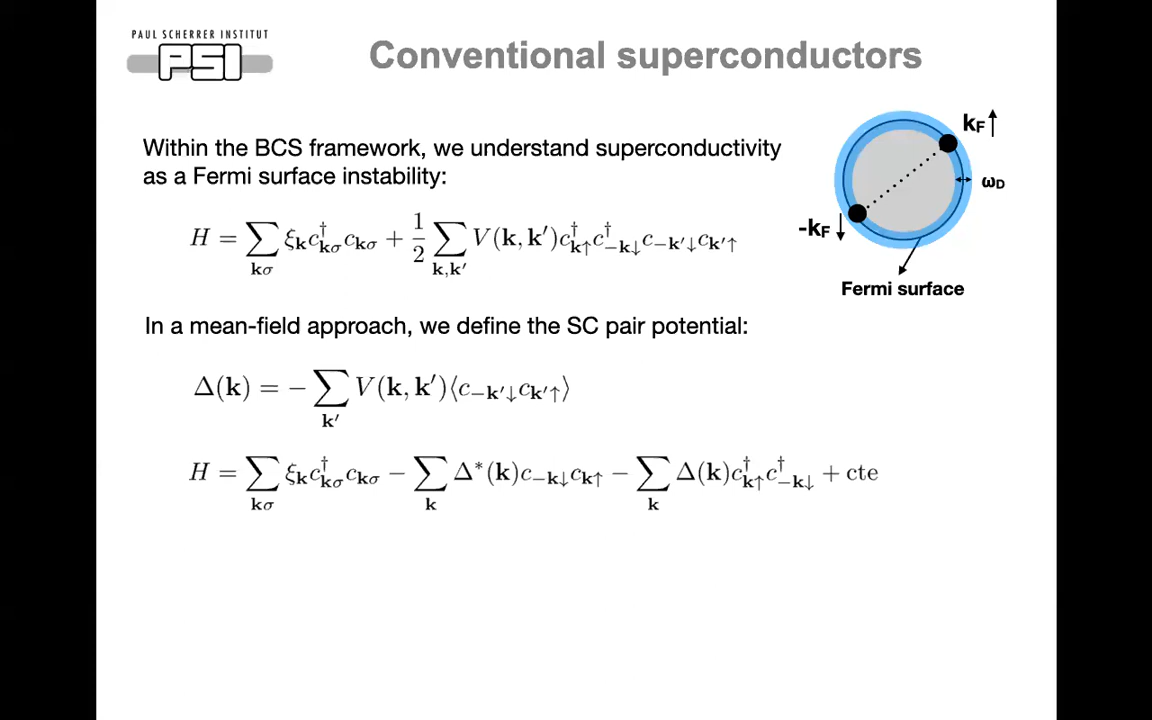 PAUL SCHERRER INSTITUT
PSI
Conventional superconductors
Within the BCS framework, we understand superconductivity
as a Fermi surface instability:
H = ∑_{kσ} ξ_k c†_{kσ} c_{kσ} + 1/2 ∑_{k,k′} V(k, k′) c†_{k↑} c†_{−k↓} c_{−k′↓} c_{k′↑}
k_F ↑
ω_D
-k_F ↓
Fermi surface
In a mean-field approach, we define the SC pair potential:
Δ(k) = − ∑_{k′} V(k, k′)⟨c_{−k′↓} c_{k′↑}⟩
H = ∑_{kσ} ξ_k c†_{kσ} c_{kσ} − ∑_k Δ*(k) c_{−k↓} c_{k↑} − ∑_k Δ(k) c†_{k↑} c†_{−k↓} + cte